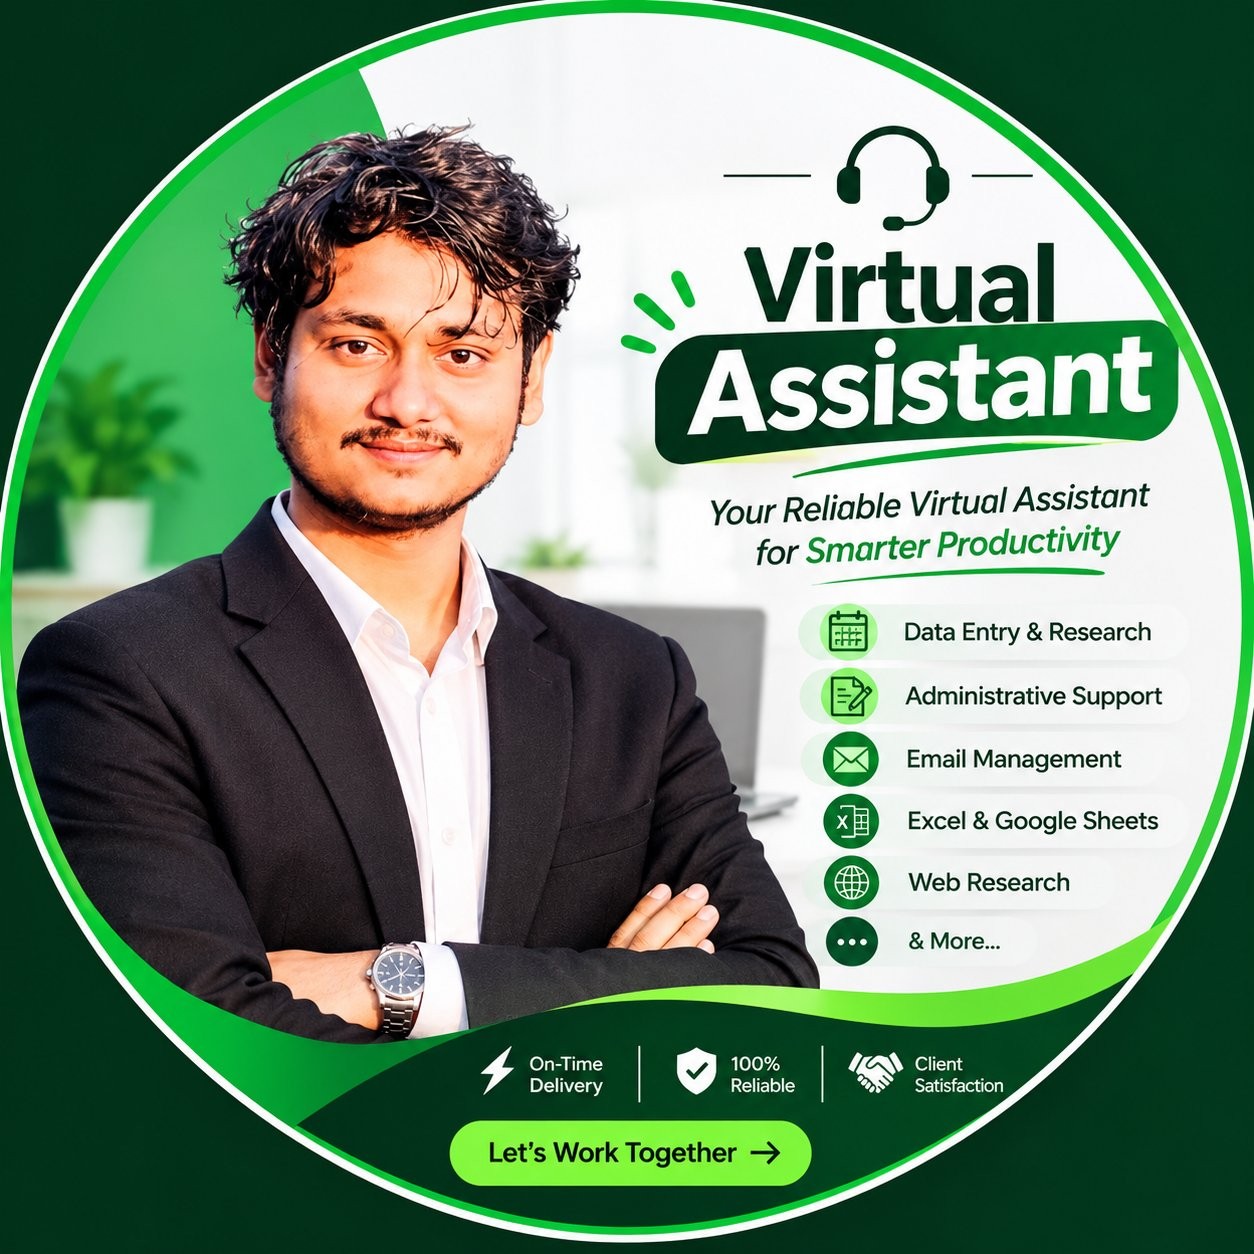 Virtual
Assistant
Your Reliable Virtual Assistant
for Smarter Productivity
Data Entry & Research
Administrative Support
Email Management
X
Excel & Google Sheets
Web Research
& More...
On-Time
Delivery
100%
Reliable
Client
Satisfaction
Let's Work Together →